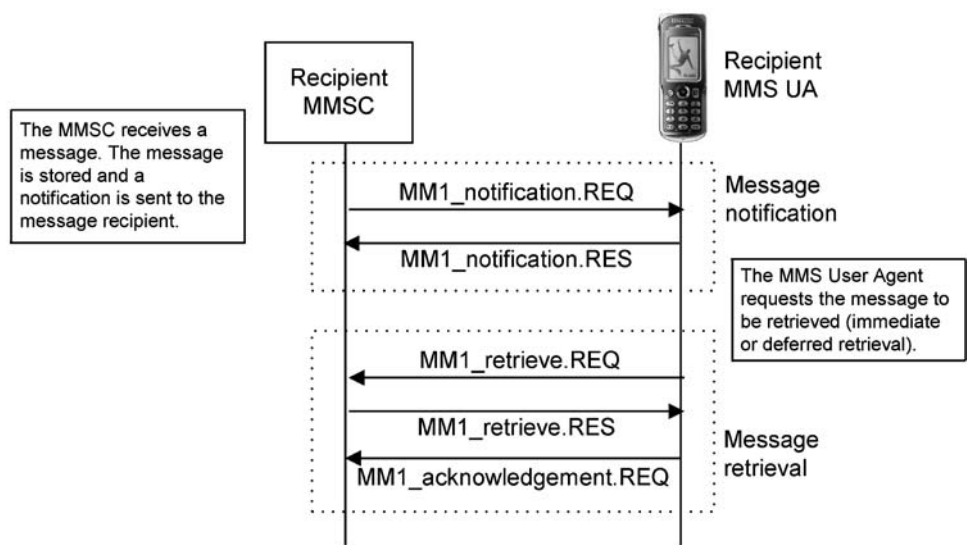 Recipient
MMSC
Recipient
MMS UA
The MMSC receives a
message. The message
is stored and a
notification is sent to the
message recipient.
MM1_notification.REQ
Message
notification
MM1_notification.RES
The MMS User Agent
requests the message to
be retrieved (immediate
or deferred retrieval).
MM1_retrieve.REQ
MM1_retrieve.RES
Message
retrieval
MM1_acknowledgement.REQ